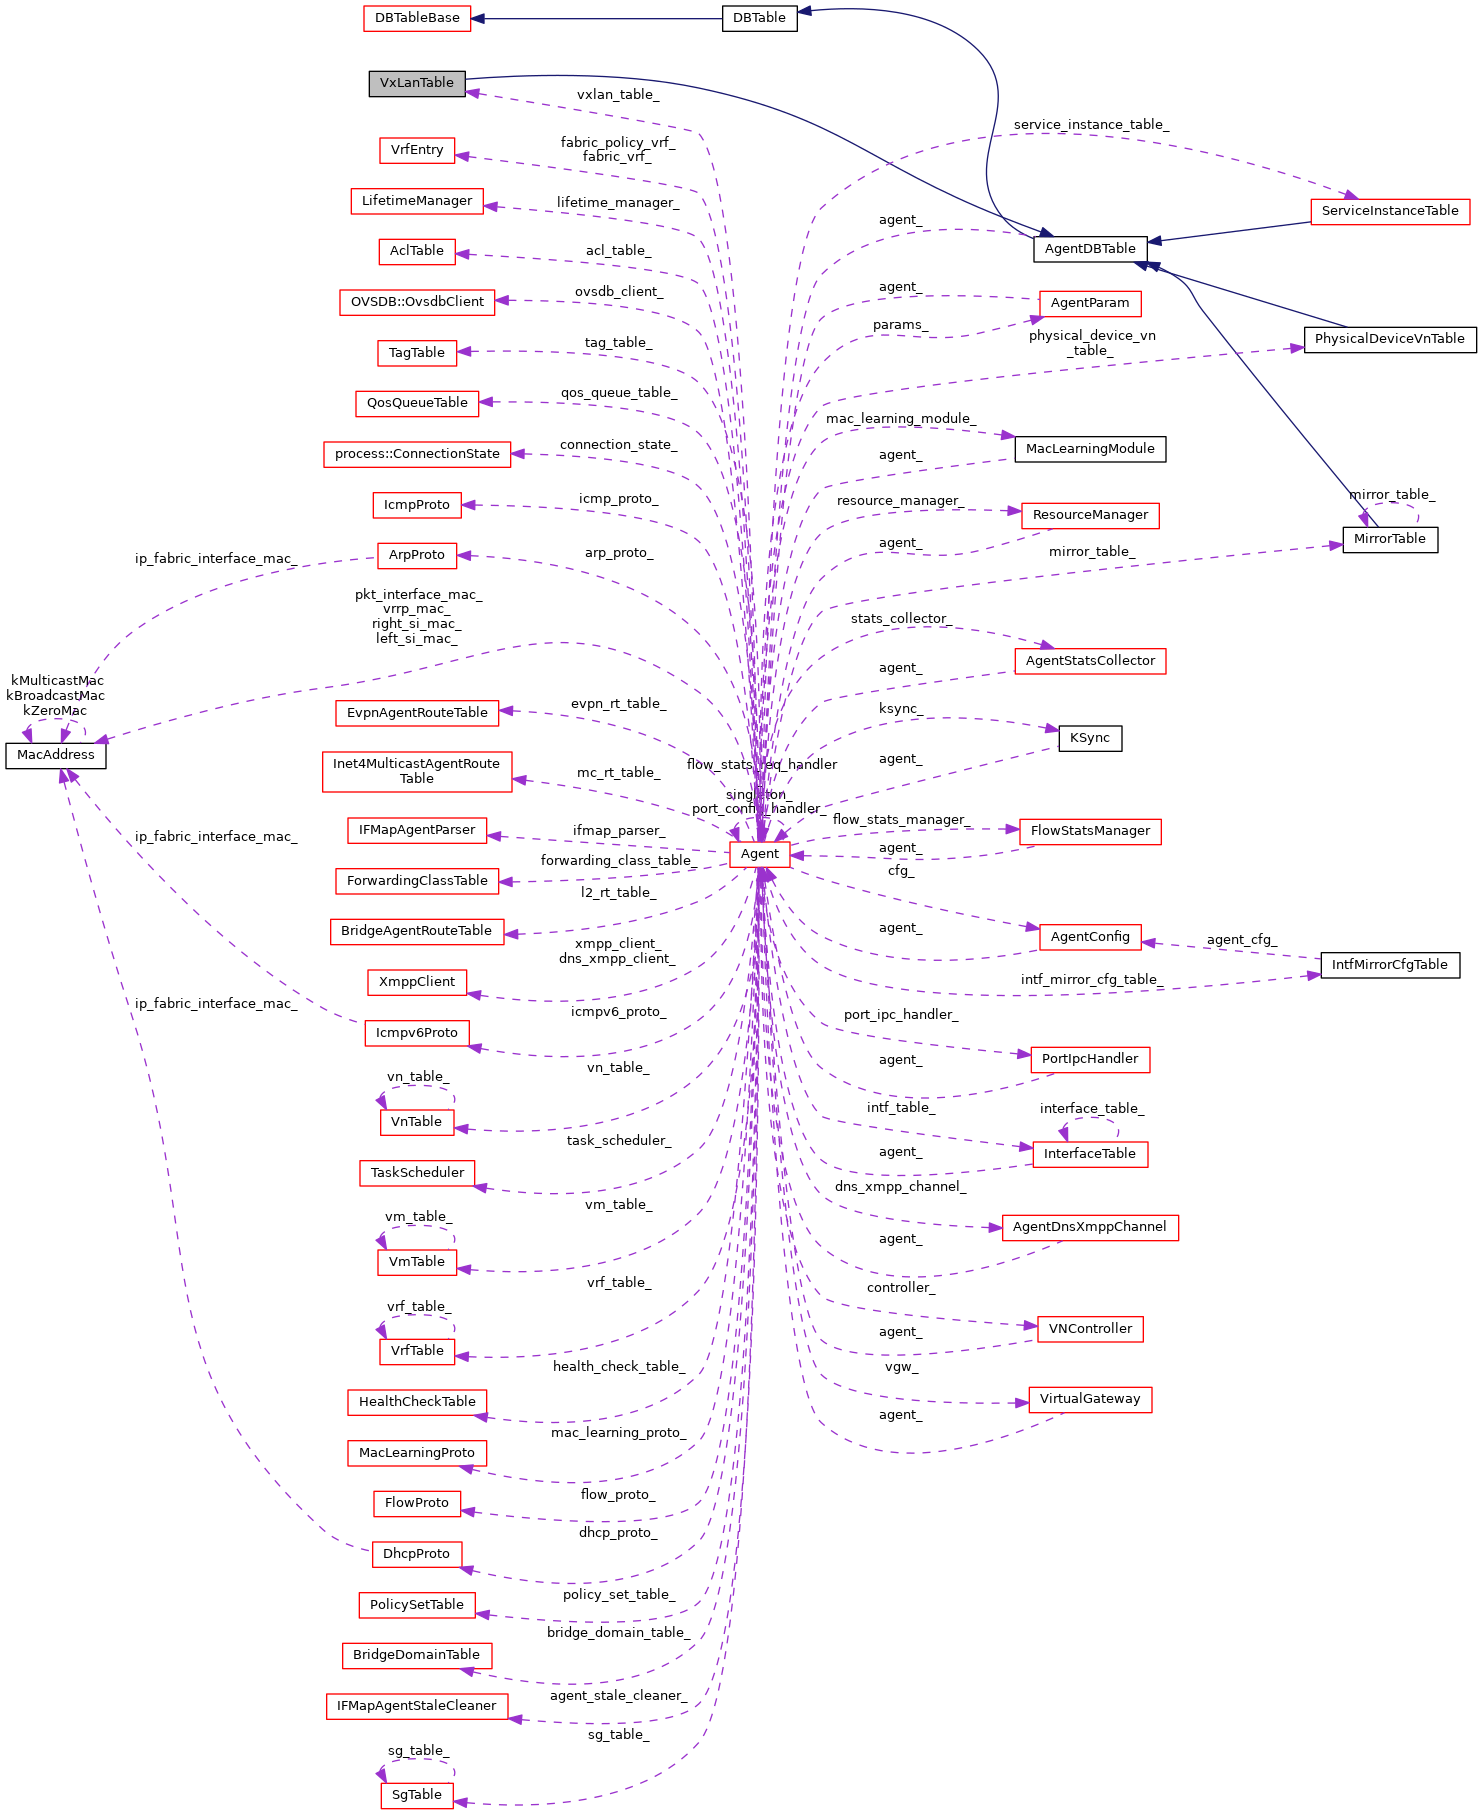 DBTableBase
DBTable
VxLanTable
vxlan_table_
service_instance_table_
VrfEntry
fabric_policy_vrf_
fabric_vrf_
LifetimeManager
lifetime_manager_
ServiceInstanceTable
agent_
AclTable
acl_table_
AgentDBTable
OVSDB::OvsdbClient
ovsdb_client_
agent_
AgentParam
params_
TagTable
tag_table_
physical_device_vn
_table_
PhysicalDeviceVnTable
QosQueueTable
qos_queue_table_
mac_learning_module_
MacLearningModule
process::ConnectionState
connection_state_
agent_
IcmpProto
icmp_proto_
resource_manager_
ResourceManager
mirror_table_
MirrorTable
agent_
ip_fabric_interface_mac_
ArpProto
arp_proto_
mirror_table_
pkt_interface_mac_
vrrp_mac_
right_si_mac_
left_si_mac_
stats_collector_
AgentStatsCollector
agent_
kMulticastMac
kBroadcastMac
kZeroMac
MacAddress
EvpnAgentRouteTable
evpn_rt_table_
ksync_
KSync
agent_
Inet4MulticastAgentRoute
Table
mc_rt_table_
flow_stats_req_handler
_
singleton_
port_config_handler_
IFMapAgentParser
ifmap_parser_
flow_stats_manager_
FlowStatsManager
ip_fabric_interface_mac_
Agent
agent_
forwarding_class_table_
cfg_
ForwardingClassTable
l2_rt_table_
BridgeAgentRouteTable
agent_
AgentConfig
agent_cfg_
IntfMirrorCfgTable
xmpp_client_
dns_xmpp_client_
XmppClient
intf_mirror_cfg_table_
ip_fabric_interface_mac_
icmpv6_proto_
Icmpv6Proto
port_ipc_handler_
PortIpcHandler
agent_
vn_table_
VnTable
vn_table_
intf_table_
interface_table_
InterfaceTable
agent_
TaskScheduler
task_scheduler_
dns_xmpp_channel_
AgentDnsXmppChannel
agent_
vm_table_
VmTable
vm_table_
controller_
VNController
agent_
vrf_table_
VrfTable
vrf_table_
vgw_
VirtualGateway
agent_
HealthCheckTable
health_check_table_
MacLearningProto
mac_learning_proto_
FlowProto
flow_proto_
DhcpProto
dhcp_proto_
PolicySetTable
policy_set_table_
BridgeDomainTable
bridge_domain_table_
IFMapAgentStaleCleaner
agent_stale_cleaner_
sg_table_
SgTable
sg_table_